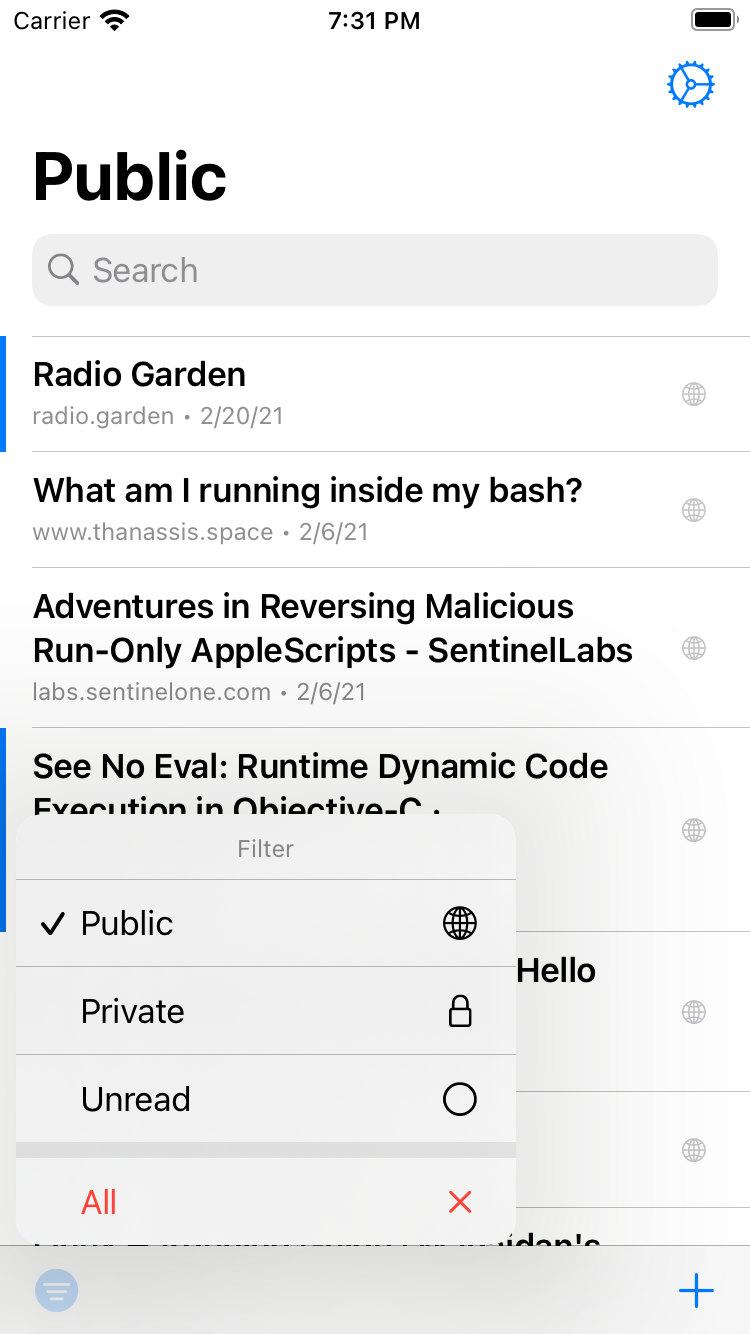 Carrier
7:31 PM
Public
Search
Radio Garden
radio.garden • 2/20/21
What am I running inside my bash?
www.thanassis.space • 2/6/21
Adventures in Reversing Malicious
Run-Only AppleScripts - SentinelLabs
labs.sentinelone.com • 2/6/21
See No Eval: Runtime Dynamic Code
Execution in Objective-C ·
Filter
Public
Hello
Private
Unread
All